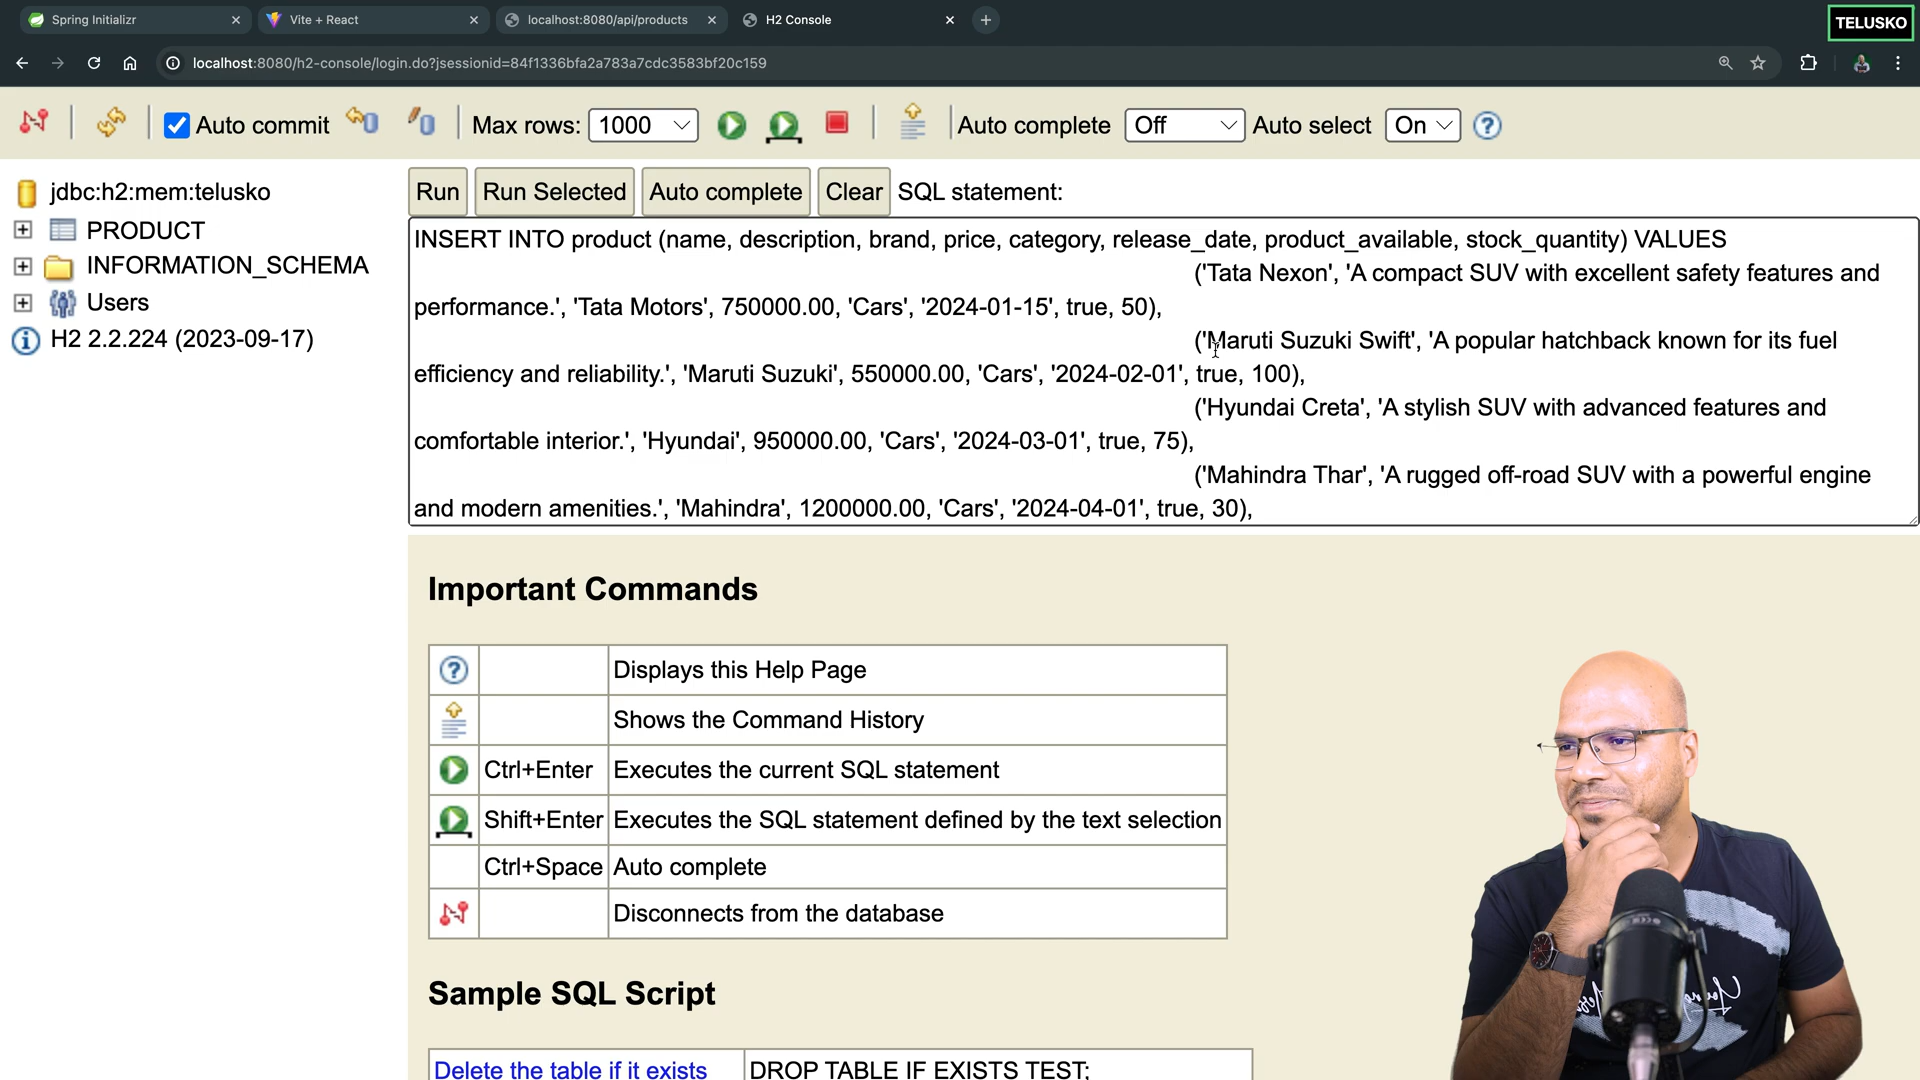 Spring Initializr
Vite + React
localhost:8080/api/products
H2 Console
TELUSKO
localhost:8080/h2-console/login.do?jsessionid=84f1336bfa2a783a7cdc3583bf20c159
Auto commit
Max rows: 1000
Auto complete Off
Auto select On
jdbc:h2:mem:telusko
PRODUCT
INFORMATION_SCHEMA
Users
H2 2.2.224 (2023-09-17)
Run Run Selected Auto complete Clear SQL statement:
INSERT INTO product (name, description, brand, price, category, release_date, product_available, stock_quantity) VALUES
('Tata Nexon', 'A compact SUV with excellent safety features and
performance.', 'Tata Motors', 750000.00, 'Cars', '2024-01-15', true, 50),
('Maruti Suzuki Swift', 'A popular hatchback known for its fuel
efficiency and reliability.', 'Maruti Suzuki', 550000.00, 'Cars', '2024-02-01', true, 100),
('Hyundai Creta', 'A stylish SUV with advanced features and
comfortable interior.', 'Hyundai', 950000.00, 'Cars', '2024-03-01', true, 75),
('Mahindra Thar', 'A rugged off-road SUV with a powerful engine
and modern amenities.', 'Mahindra', 1200000.00, 'Cars', '2024-04-01', true, 30),
Important Commands
Displays this Help Page
Shows the Command History
Ctrl+Enter Executes the current SQL statement
Shift+Enter Executes the SQL statement defined by the text selection
Ctrl+Space Auto complete
Disconnects from the database
Sample SQL Script
Delete the table if it exists DROP TABLE IF EXISTS TEST;